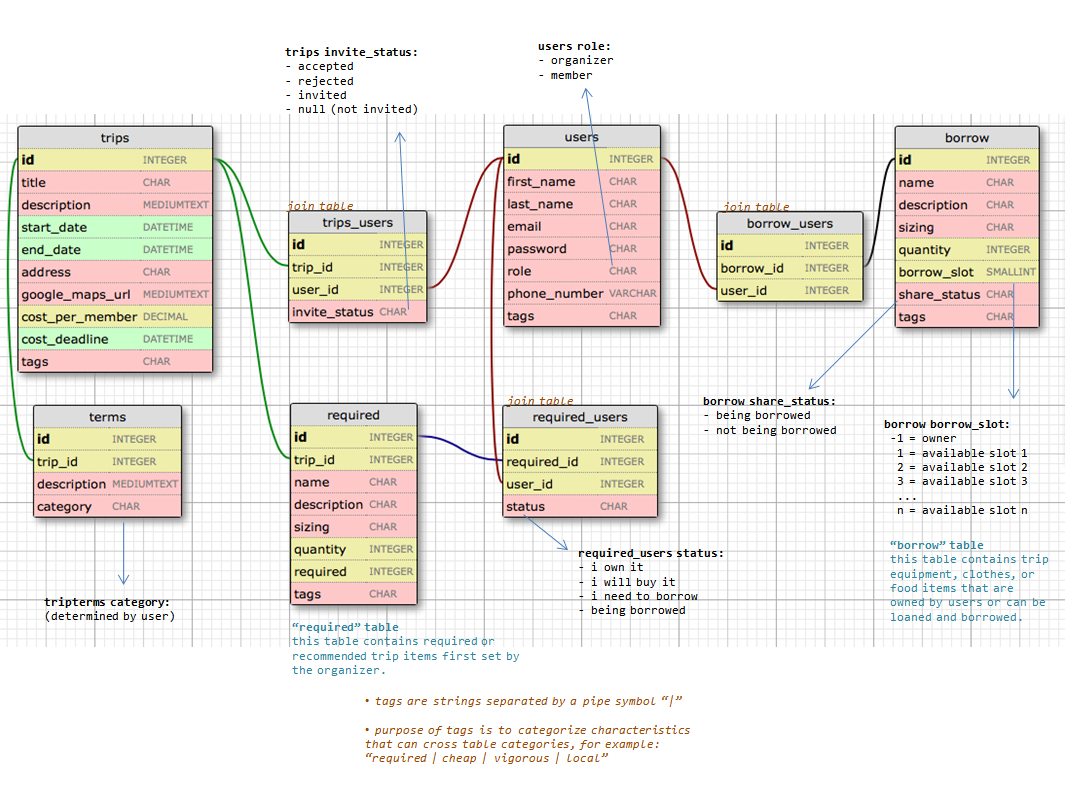 trips invite_status:
- accepted
- rejected
- invited
- null (not invited)
users role:
- organizer
- member
trips
id INTEGER
title CHAR
description MEDIUMTEXT
start_date DATETIME
end_date DATETIME
address CHAR
google_maps_url MEDIUMTEXT
cost_per_member DECIMAL
cost_deadline DATETIME
tags CHAR
join table
trips_users
id INTEGER
trip_id INTEGER
user_id INTEGER
invite_status CHAR
users
id INTEGER
first_name CHAR
last_name CHAR
email CHAR
password CHAR
role CHAR
phone_number VARCHAR
tags CHAR
join table
borrow_users
id INTEGER
borrow_id INTEGER
user_id INTEGER
borrow
id INTEGER
name CHAR
description CHAR
sizing CHAR
quantity INTEGER
borrow_slot SMALLINT
share_status CHAR
tags CHAR
terms
id INTEGER
trip_id INTEGER
description MEDIUMTEXT
category CHAR
required
id INTEGER
trip_id INTEGER
name CHAR
description CHAR
sizing CHAR
quantity INTEGER
required INTEGER
tags CHAR
join table
required_users
id INTEGER
required_id INTEGER
user_id INTEGER
status CHAR
borrow share_status:
- being borrowed
- not being borrowed
borrow borrow_slot:
-1 = owner
1 = available slot 1
2 = available slot 2
3 = available slot 3
...
n = available slot n
“borrow” table
this table contains trip
equipment, clothes, or
food items that are
owned by users or can be
loaned and borrowed.
required_users status:
- i own it
- i will buy it
- i need to borrow
- being borrowed
tripterms category:
(determined by user)
“required” table
this table contains required or
recommended trip items first set by
the organizer.
• tags are strings separated by a pipe symbol “|”
• purpose of tags is to categorize characteristics
that can cross table categories, for example:
“required | cheap | vigorous | local”